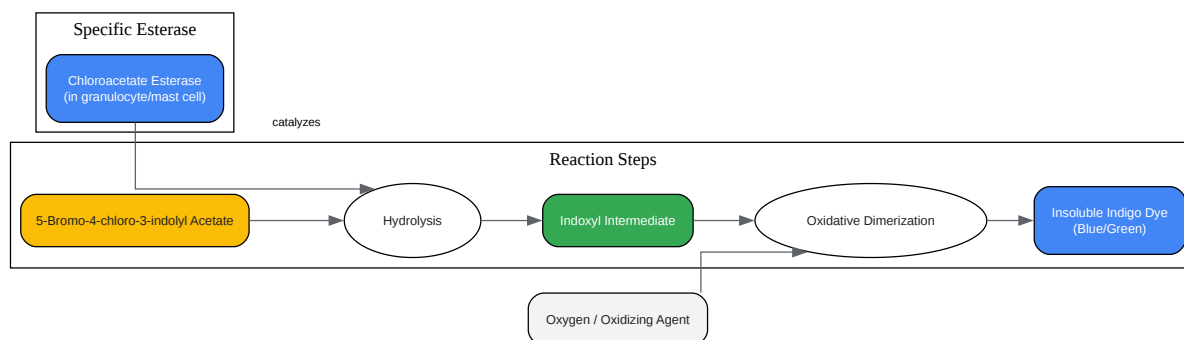 Specific Esterase
Chloroacetate Esterase
(in granulocyte/mast cell)
catalyzes
Reaction Steps
5-Bromo-4-chloro-3-indolyl Acetate
Hydrolysis
Indoxyl Intermediate
Oxidative Dimerization
Insoluble Indigo Dye
(Blue/Green)
Oxygen / Oxidizing Agent